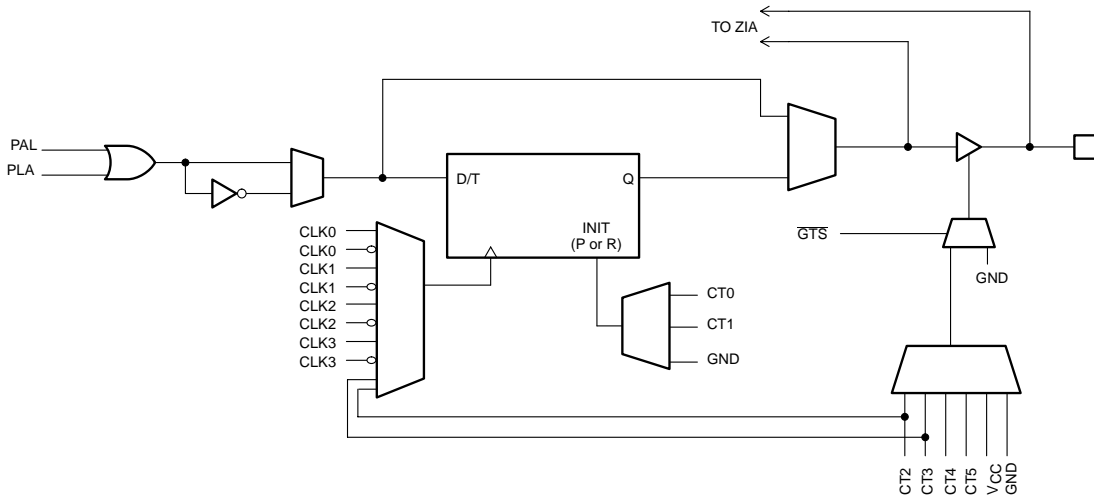 TO ZIA
PAL
PLA
D/T
Q
INIT
(P or R)
GTS
GND
CLK0
CLK0
CLK1
CLK1
CLK2
CLK2
CLK3
CLK3
CT0
CT1
GND
CT2
CT3
CT4
CT5
VCC
GND